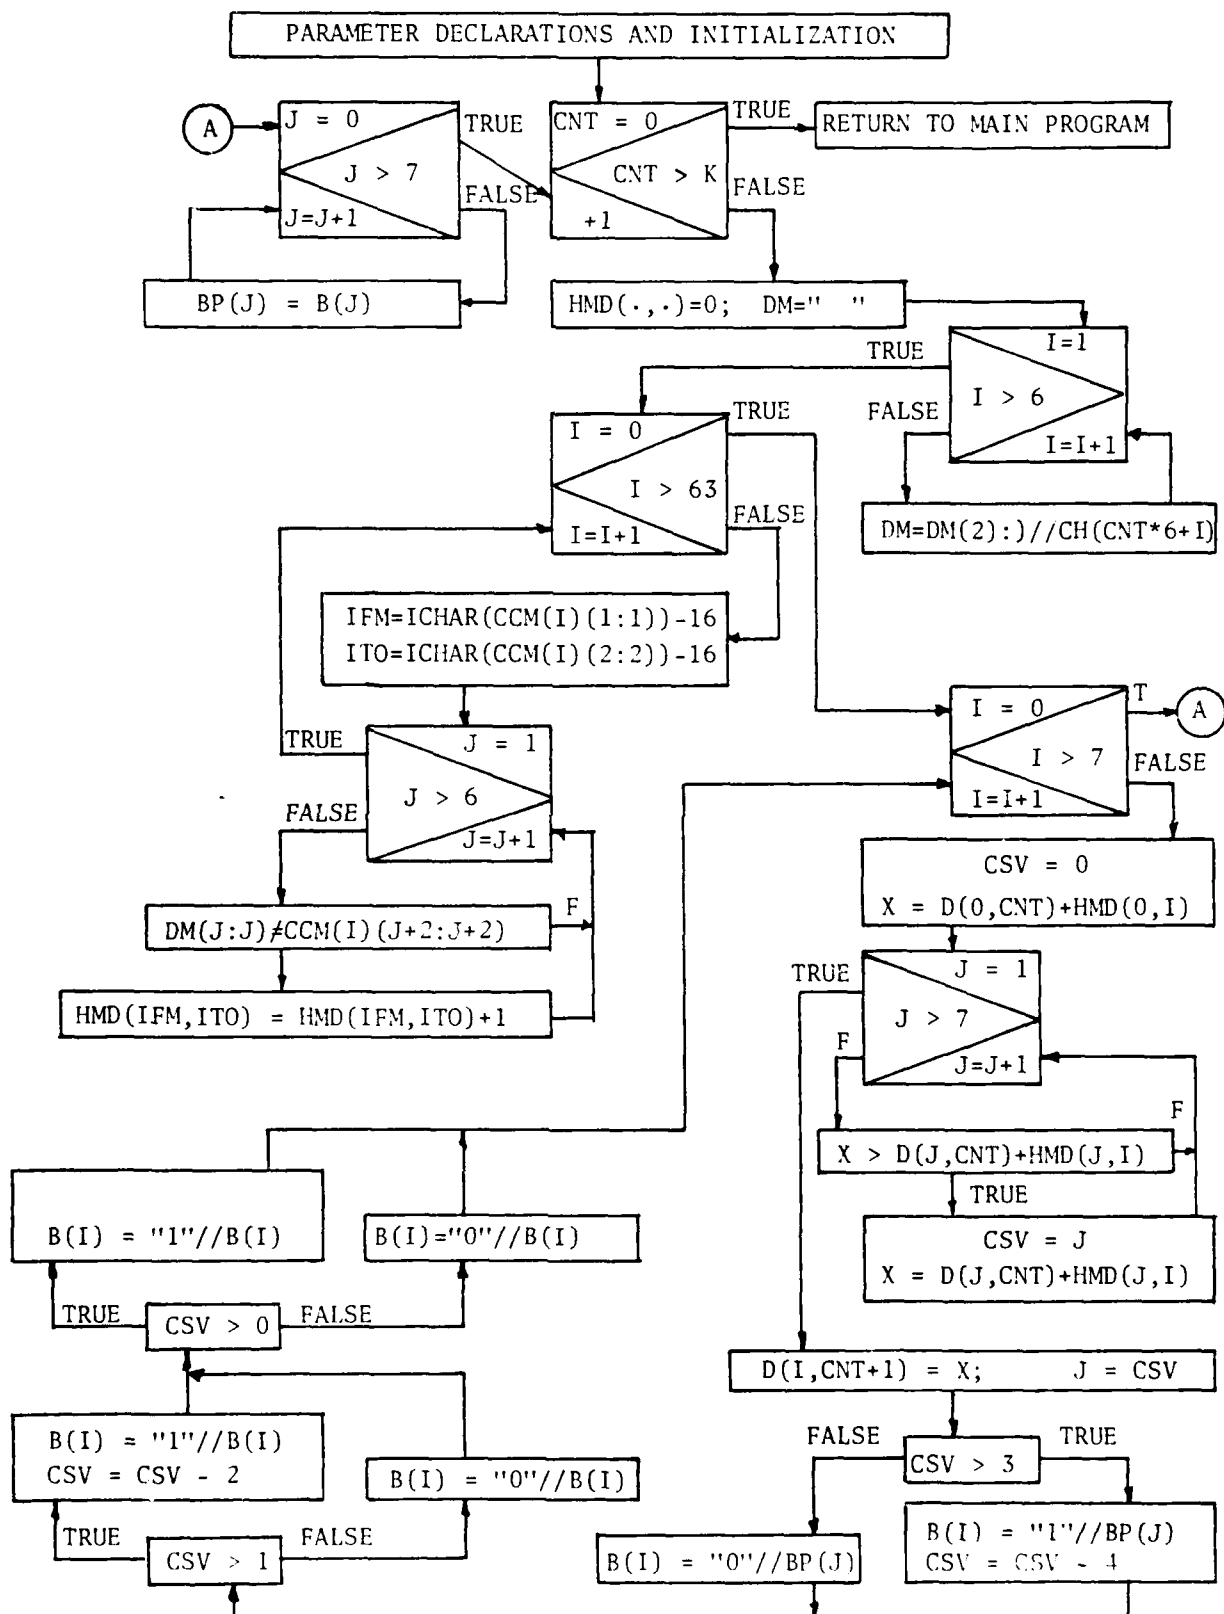 PARAMETER DECLARATIONS AND INITIALIZATION
A
J = 0
J > 7
J=J+1
TRUE
FALSE
BP(J) = B(J)
CNT = 0
CNT > K
+1
TRUE
FALSE
RETURN TO MAIN PROGRAM
HMD(·,·)=0; DM=" "
I=1
I > 6
I=I+1
TRUE
FALSE
DM=DM(2):)//CH(CNT*6+I)
I = 0
I > 63
I=I+1
TRUE
FALSE
IFM=ICHAR(CCM(I)(1:1))-16
ITO=ICHAR(CCM(I)(2:2))-16
J = 1
J > 6
J=J+1
TRUE
FALSE
DM(J:J)≠CCM(I)(J+2:J+2)
F
HMD(IFM,ITO) = HMD(IFM,ITO)+1
I = 0
I > 7
I=I+1
T
A
FALSE
CSV = 0
X = D(0,CNT)+HMD(0,I)
J = 1
J > 7
J=J+1
TRUE
F
X > D(J,CNT)+HMD(J,I)
F
TRUE
CSV = J
X = D(J,CNT)+HMD(J,I)
D(I,CNT+1) = X; J = CSV
FALSE
CSV > 3
TRUE
B(I) = "0"//BP(J)
B(I) = "1"//BP(J)
CSV = CSV - 4
B(I) = "1"//B(I)
B(I)="0"//B(I)
TRUE
CSV > 0
FALSE
B(I) = "1"//B(I)
CSV = CSV - 2
B(I) = "0"//B(I)
TRUE
CSV > 1
FALSE